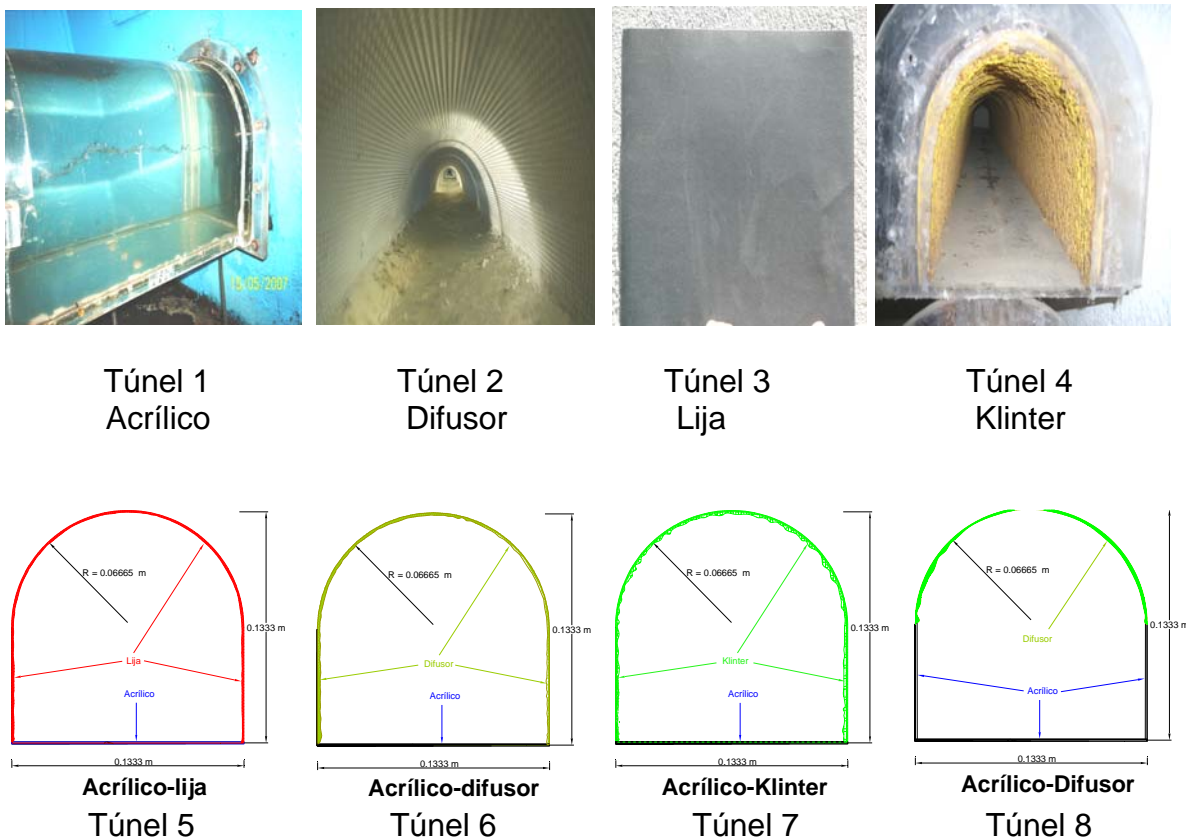 15.05.2007
Túnel 1
Acrílico
Túnel 2
Difusor
Túnel 3
Lija
Túnel 4
Klinter
R = 0.06665 m
0.1333 m
Lija
Acrílico
0.1333 m
Acrílico-lija
Túnel 5
R = 0.06665 m
0.1333 m
Difusor
Acrílico
0.1333 m
Acrílico-difusor
Túnel 6
R = 0.06665 m
0.1333 m
Klinter
Acrílico
0.1333 m
Acrílico-Klinter
Túnel 7
R = 0.06665 m
0.1333 m
Difusor
Acrílico
0.1333 m
Acrílico-Difusor
Túnel 8